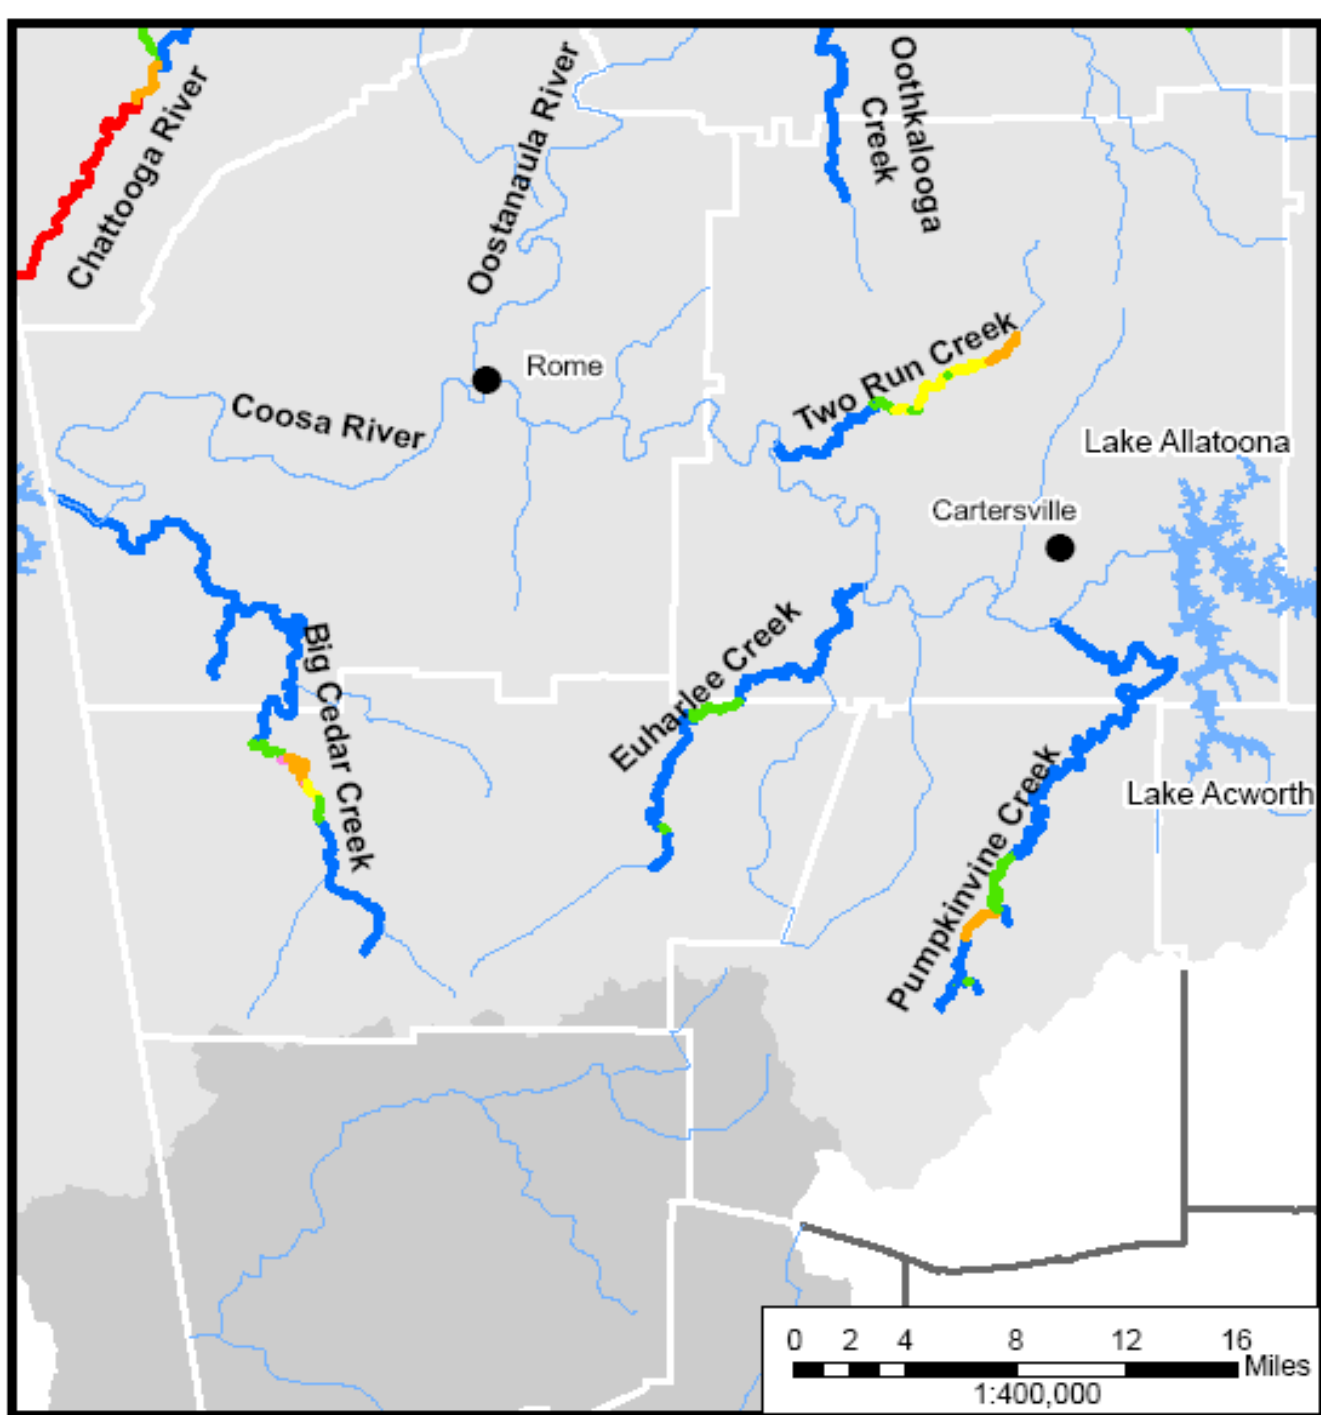 Chattooga River
Oostanaula River
Oothkalooga
Creek
Rome
Two Run Creek
Coosa River
Lake Allatoona
Cartersville
Big Cedar Creek
Euharlee Creek
Pumpkinvine Creek
Lake Acworth
0 2 4 8 12 16
Miles
1:400,000